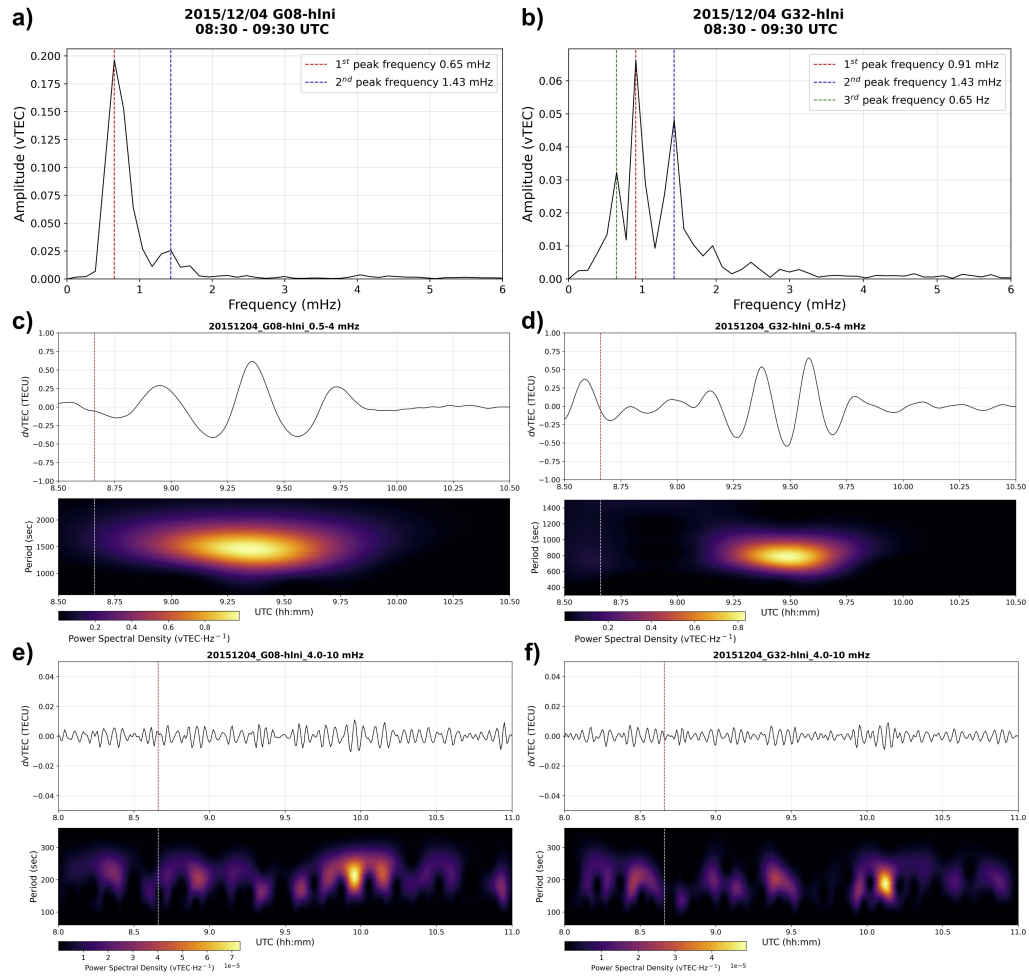 a)
2015/12/04 G08-hlni
08:30 - 09:30 UTC
0.200
0.175
0.150
0.125
0.100
0.075
0.050
0.025
0.000
Amplitude (vTEC)
1st peak frequency 0.65 mHz
2nd peak frequency 1.43 mHz
0 1 2 3 4 5 6
Frequency (mHz)
b)
2015/12/04 G32-hlni
08:30 - 09:30 UTC
0.06
0.05
0.04
0.03
0.02
0.01
0.00
Amplitude (vTEC)
1st peak frequency 0.91 mHz
2nd peak frequency 1.43 mHz
3rd peak frequency 0.65 Hz
0 1 2 3 4 5 6
Frequency (mHz)
c)
20151204_G08-hlni_0.5-4 mHz
1.00
0.75
0.50
0.25
0.00
−0.25
−0.50
−0.75
−1.00
dvTEC (TECU)
8.50 8.75 9.00 9.25 9.50 9.75 10.00 10.25 10.50
2000
1500
1000
Period (sec)
8.50 8.75 9.00 9.25 9.50 9.75 10.00 10.25 10.50
UTC (hh:mm)
0.2 0.4 0.6 0.8
Power Spectral Density (vTEC·Hz−1)
d)
20151204_G32-hlni_0.5-4 mHz
1.00
0.75
0.50
0.25
0.00
−0.25
−0.50
−0.75
−1.00
dvTEC (TECU)
8.50 8.75 9.00 9.25 9.50 9.75 10.00 10.25 10.50
1400
1200
1000
800
600
400
Period (sec)
8.50 8.75 9.00 9.25 9.50 9.75 10.00 10.25 10.50
UTC (hh:mm)
0.2 0.4 0.6 0.8
Power Spectral Density (vTEC·Hz−1)
e)
20151204_G08-hlni_4.0-10 mHz
0.04
0.02
0.00
−0.02
−0.04
dvTEC (TECU)
8.0 8.5 9.0 9.5 10.0 10.5 11.0
300
200
100
Period (sec)
8.0 8.5 9.0 9.5 10.0 10.5 11.0
UTC (hh:mm)
1 2 3 4 5 6 7
1e−5
Power Spectral Density (vTEC·Hz−1)
f)
20151204_G32-hlni_4.0-10 mHz
0.04
0.02
0.00
−0.02
−0.04
dvTEC (TECU)
8.0 8.5 9.0 9.5 10.0 10.5 11.0
300
200
100
Period (sec)
8.0 8.5 9.0 9.5 10.0 10.5 11.0
UTC (hh:mm)
1 2 3 4
1e−5
Power Spectral Density (vTEC·Hz−1)